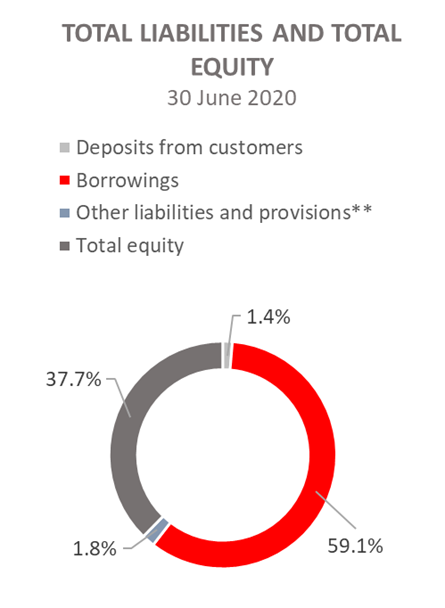 TOTAL LIABILITIES AND TOTAL
EQUITY
30 June 2020
Deposits from customers
Borrowings
Other liabilities and provisions**
Total equity
1.4%
37.7%
1.8%
59.1%